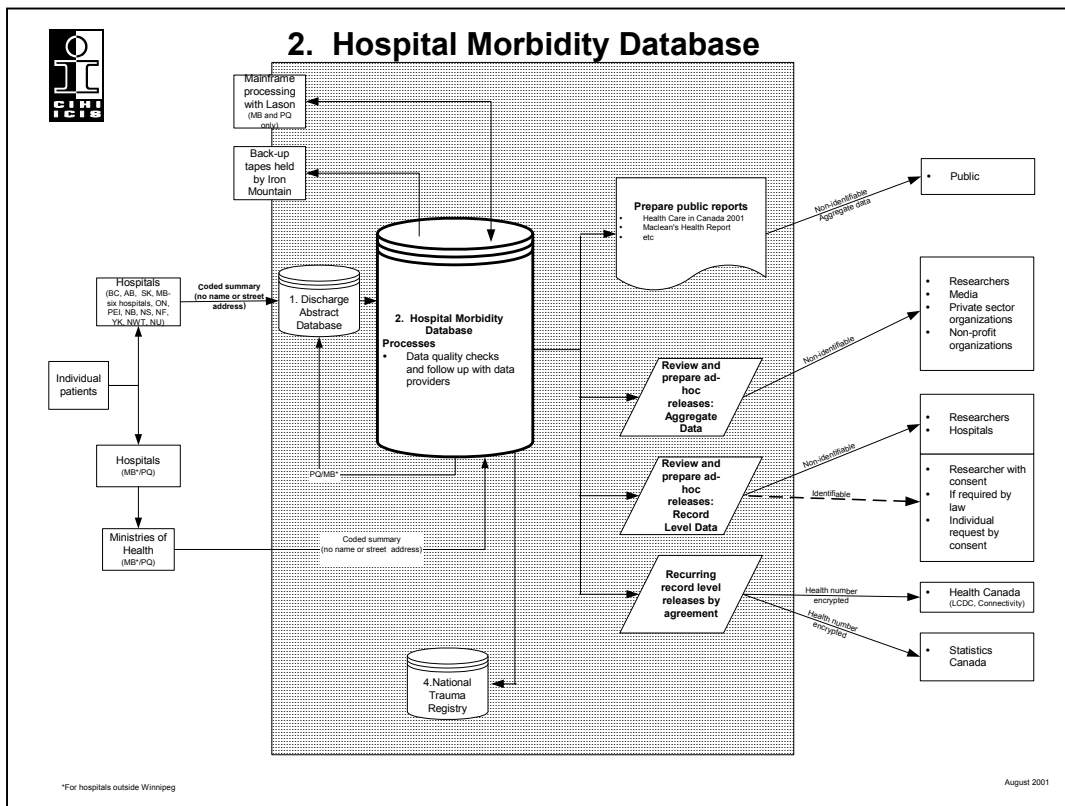 2. Hospital Morbidity Database
CIHI
ICIS
Mainframe
processing
with Lason
(MB and PQ
only)
Back-up
tapes held
by Iron
Mountain
Hospitals
(BC, AB, SK, MB-
six hospitals, ON,
PEI, NB, NS, NF,
YK, NWT, NU)
Coded summary
(no name or street
address)
1. Discharge
Abstract
Database
2. Hospital Morbidity
Database
Processes
• Data quality checks
and follow up with data
providers
Individual
patients
Hospitals
(MB*/PQ)
Ministries of
Health
(MB*/PQ)
PQ/MB*
Coded summary
(no name or street address)
4.National
Trauma
Registry
Prepare public reports
• Health Care in Canada 2001
• Maclean's Health Report
• etc
Non-identifiable
Aggregate data
• Public
Review and
prepare ad-
hoc
releases:
Aggregate
Data
Non-identifiable
• Researchers
• Media
• Private sector
organizations
• Non-profit
organizations
Review and
prepare ad-
hoc
releases:
Record
Level Data
Non-identifiable
• Researchers
• Hospitals
Identifiable
• Researcher with
consent
• If required by
law
• Individual
request by
consent
Recurring
record level
releases by
agreement
Health number
encrypted
• Health Canada
(LCDC, Connectivity)
Health number
encrypted
• Statistics
Canada
*For hospitals outside Winnipeg
August 2001